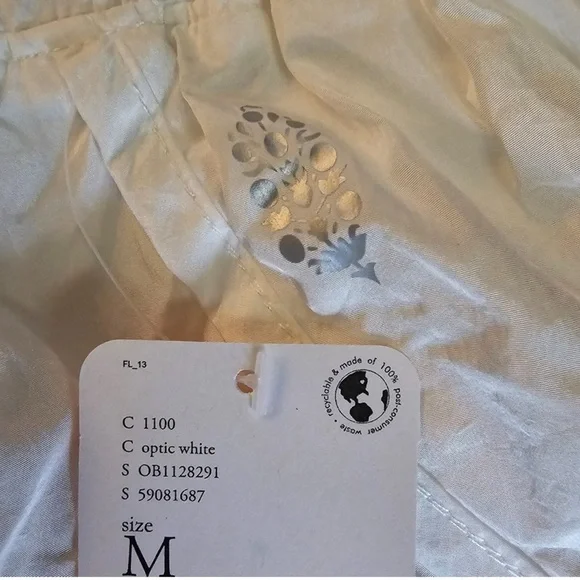 FL_13
recyclable & made of 100% post-consumer waste •
C 1100
C optic white
S OB1128291
S 59081687
size
M